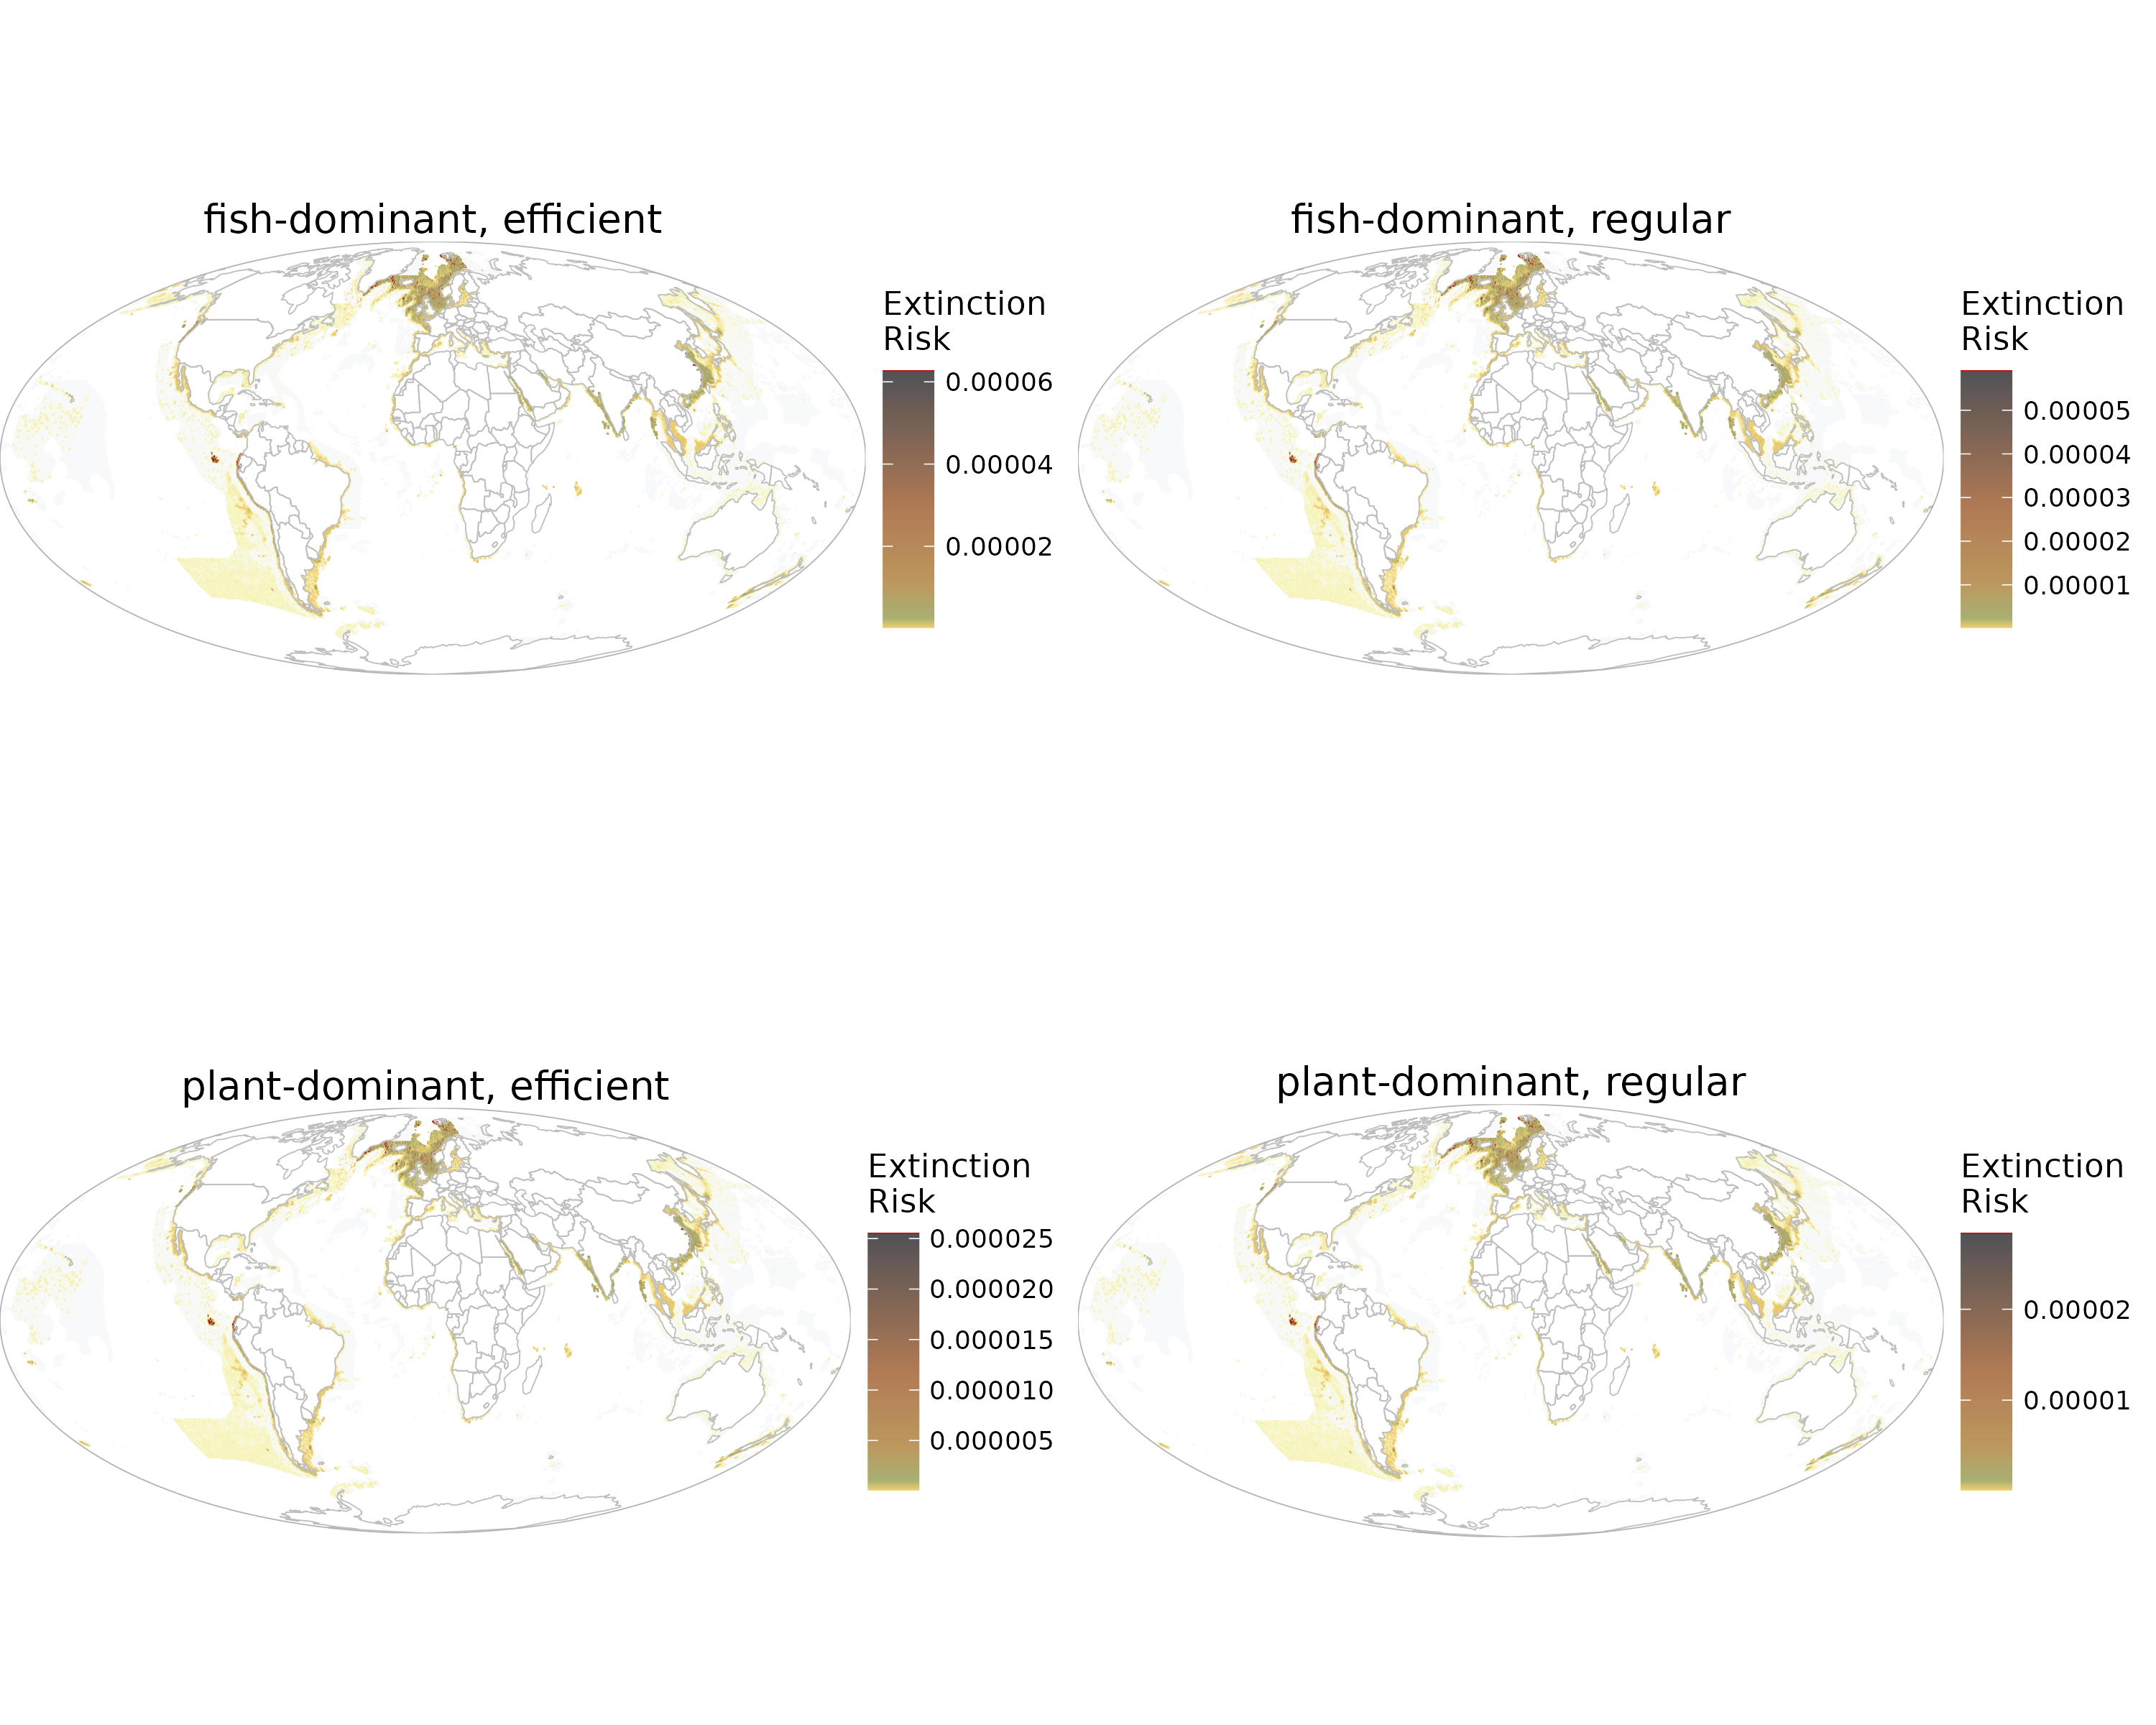 fish-dominant, efficient
Extinction
Risk
0.00006
0.00004
0.00002
fish-dominant, regular
Extinction
Risk
0.00005
0.00004
0.00003
0.00002
0.00001
plant-dominant, efficient
Extinction
Risk
0.000025
0.000020
0.000015
0.000010
0.000005
plant-dominant, regular
Extinction
Risk
0.00002
0.00001